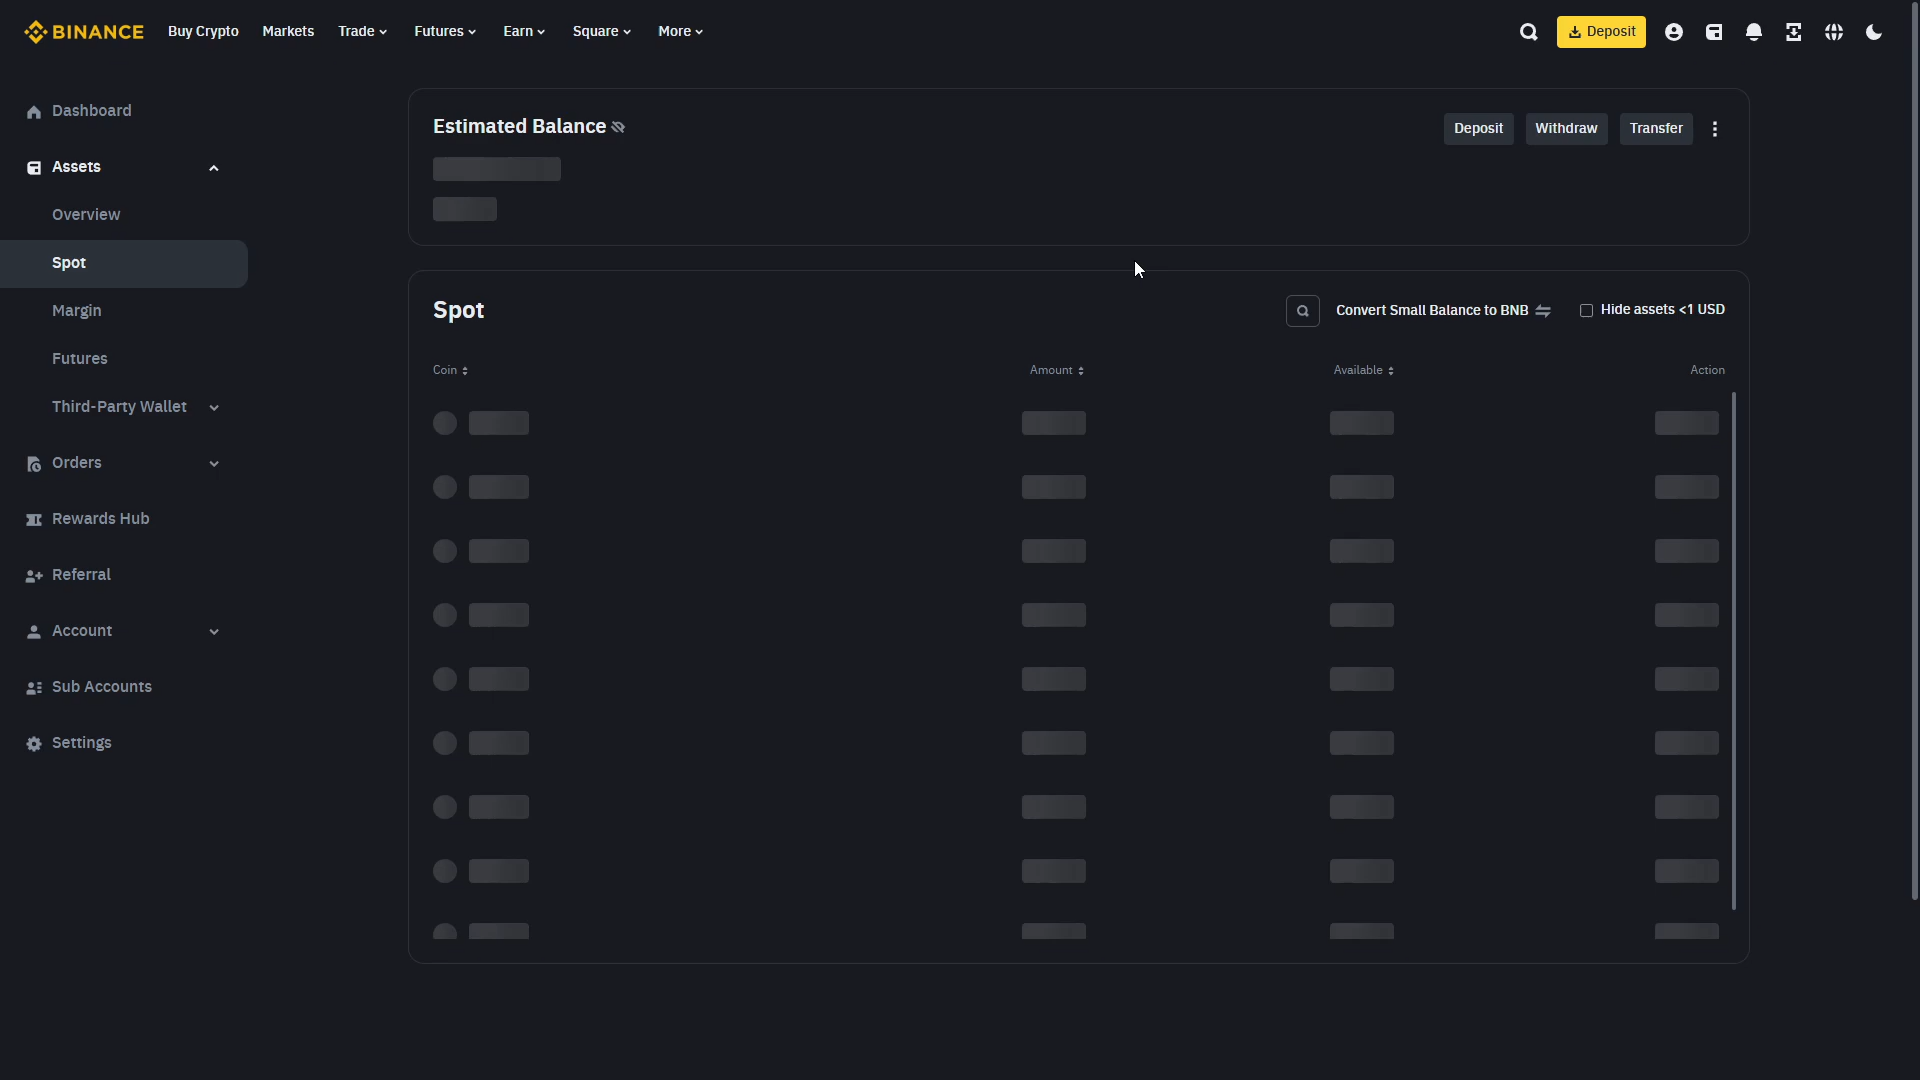 BINANCE
Buy Crypto
Markets
Trade
Futures
Earn
Square
More
Deposit
Dashboard
Assets
Overview
Spot
Margin
Futures
Third-Party Wallet
Orders
Rewards Hub
Referral
Account
Sub Accounts
Settings
Estimated Balance
Deposit
Withdraw
Transfer
Spot
Convert Small Balance to BNB
Hide assets <1 USD
Coin
Amount
Available
Action